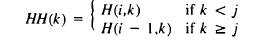 HH(k) = { H(i,k) if k < j
H(i − 1,k) if k ≥ j